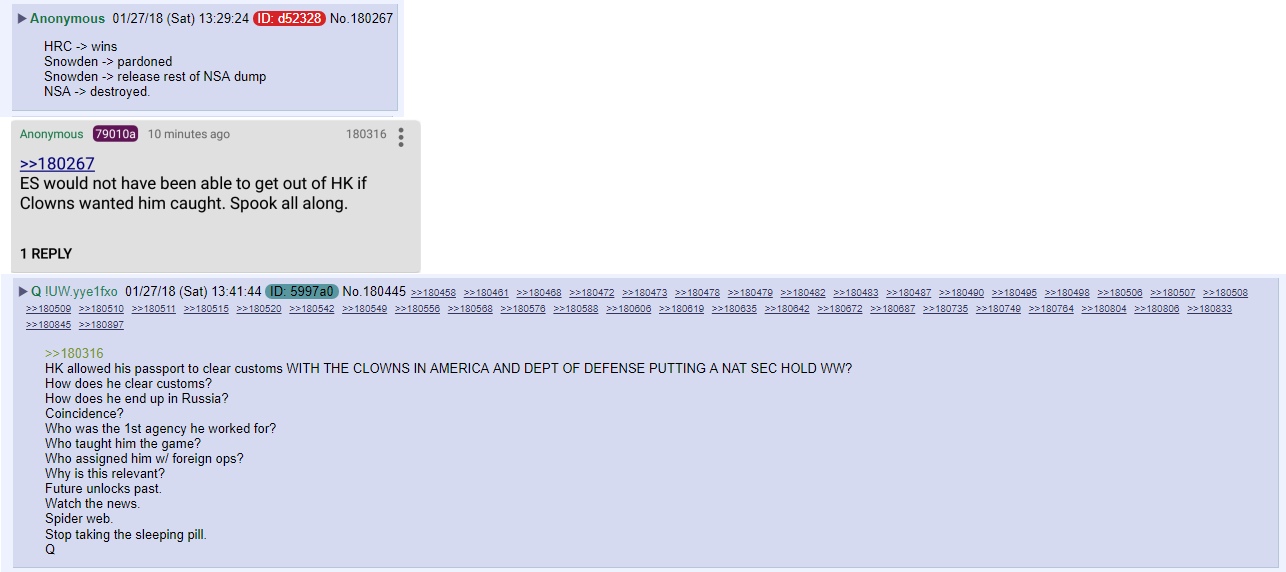 Anonymous 01/27/18 (Sat) 13:29:24 ID: d52328 No.180267
HRC -> wins
Snowden -> pardoned
Snowden -> release rest of NSA dump
NSA -> destroyed.
Anonymous 79010a 10 minutes ago 180316
>>180267
ES would not have been able to get out of HK if
Clowns wanted him caught. Spook all along.
1 REPLY
Q !UW.yye1fxo 01/27/18 (Sat) 13:41:44 ID: 5997a0 No.180445 >>180458 >>180461 >>180468 >>180472 >>180473 >>180478 >>180479 >>180482 >>180483 >>180487 >>180490 >>180495 >>180498 >>180506 >>180507 >>180508
>>180509 >>180510 >>180511 >>180515 >>180520 >>180542 >>180549 >>180556 >>180568 >>180576 >>180588 >>180606 >>180619 >>180635 >>180642 >>180672 >>180687 >>180735 >>180749 >>180764 >>180804 >>180806 >>180833
>>180845 >>180897
>>180316
HK allowed his passport to clear customs WITH THE CLOWNS IN AMERICA AND DEPT OF DEFENSE PUTTING A NAT SEC HOLD WW?
How does he clear customs?
How does he end up in Russia?
Coincidence?
Who was the 1st agency he worked for?
Who taught him the game?
Who assigned him w/ foreign ops?
Why is this relevant?
Future unlocks past.
Watch the news.
Spider web.
Stop taking the sleeping pill.
Q